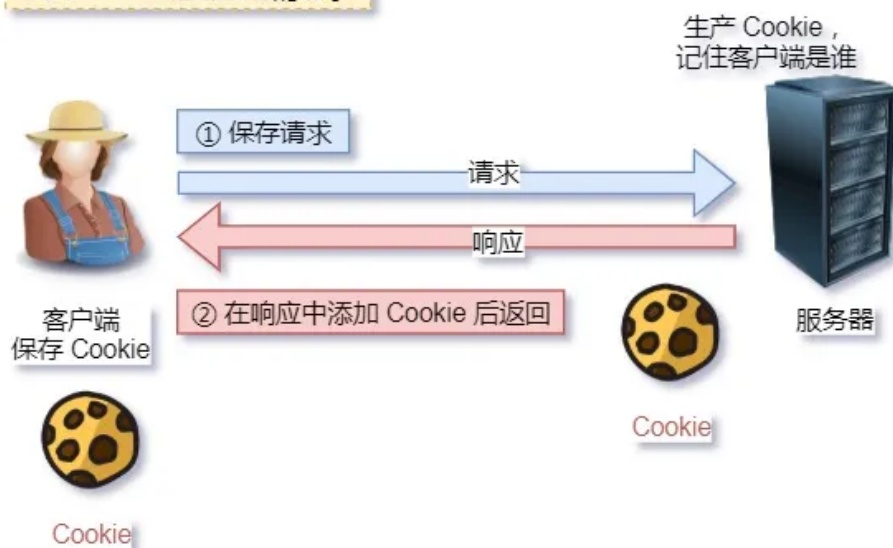 生产 Cookie，
记住客户端是谁
① 保存请求
请求
响应
② 在响应中添加 Cookie 后返回
客户端
保存 Cookie
服务器
Cookie
Cookie